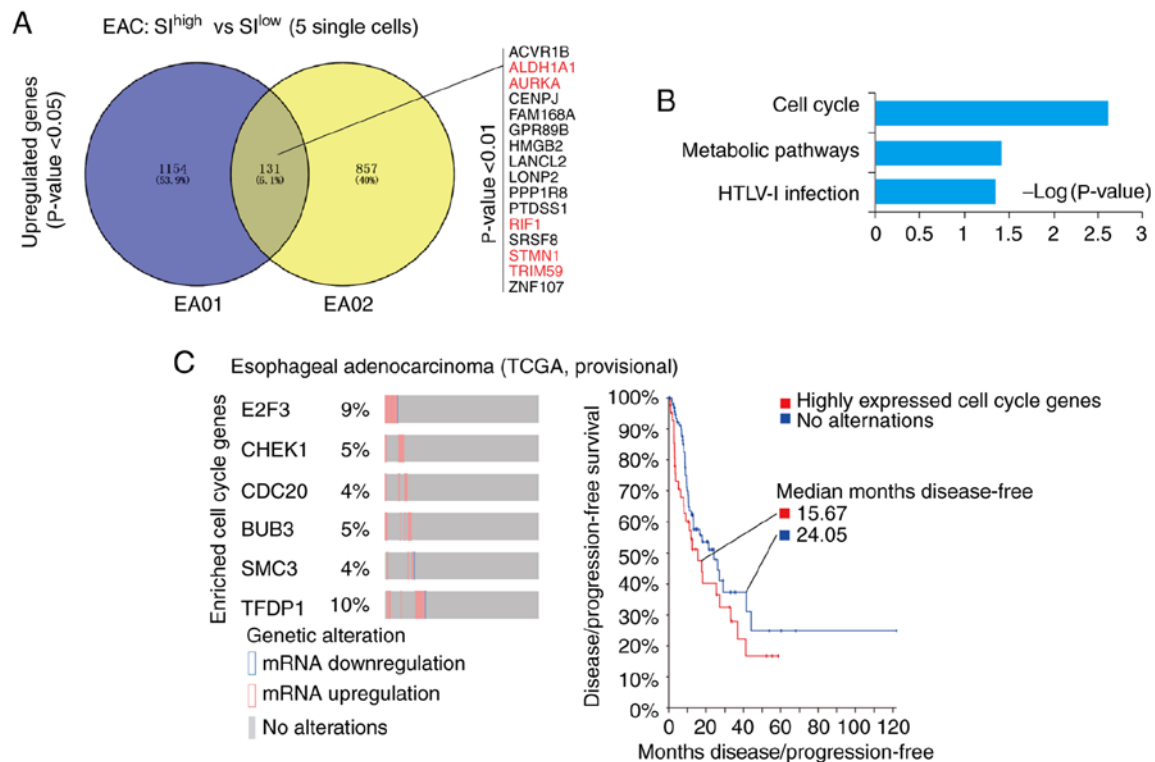 A
EAC: SIhigh vs SIlow (5 single cells)
Upregulated genes
(P-value <0.05)
1154
(53.9%)
131
(6.1%)
857
(40%)
EA01
EA02
P-value <0.01
ACVR1B
ALDH1A1
AURKA
CENPJ
FAM168A
GPR89B
HMGB2
LANCL2
LONP2
PPP1R8
PTDSS1
RIF1
SRSF8
STMN1
TRIM59
ZNF107
B
Cell cycle
Metabolic pathways
HTLV-I infection
–Log (P-value)
0 0.5 1 1.5 2 2.5 3
C
Esophageal adenocarcinoma (TCGA, provisional)
Enriched cell cycle genes
E2F3 9%
CHEK1 5%
CDC20 4%
BUB3 5%
SMC3 4%
TFDP1 10%
Genetic alteration
mRNA downregulation
mRNA upregulation
No alterations
Disease/progression-free survival
100%
90%
80%
70%
60%
50%
40%
30%
20%
10%
0%
Highly expressed cell cycle genes
No alternations
Median months disease-free
15.67
24.05
0 20 40 60 80 100 120
Months disease/progression-free